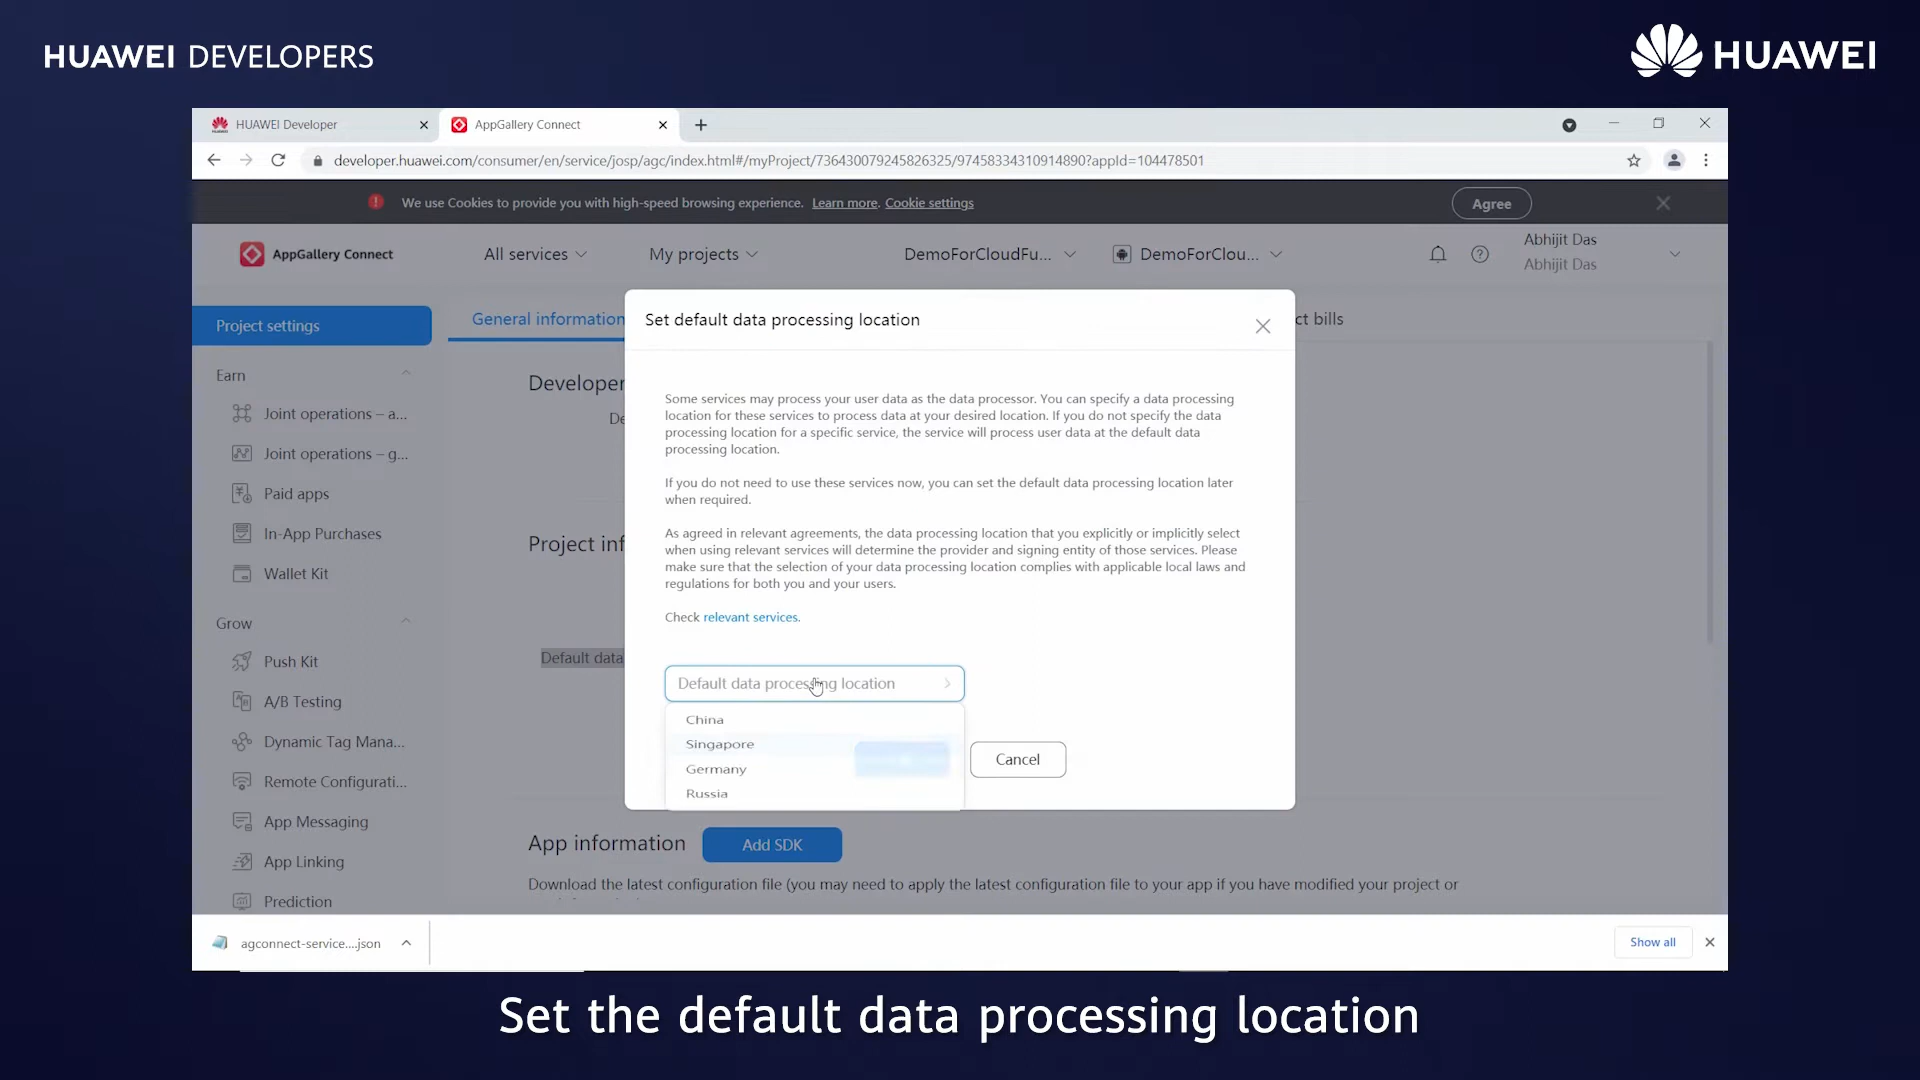 HUAWEI DEVELOPERS
HUAWEI
HUAWEI Developer
AppGallery Connect
developer.huawei.com/consumer/en/service/josp/agc/index.html#/myProject/736430079245826325/97458334310914890?appId=104478501
We use Cookies to provide you with high-speed browsing experience. Learn more. Cookie settings
Agree
AppGallery Connect
All services
My projects
DemoForCloudFu...
DemoForClou...
Abhijit Das
Abhijit Das
Project settings
General information
ct bills
Earn
Joint operations – a...
Joint operations – g...
Paid apps
In-App Purchases
Wallet Kit
Grow
Push Kit
A/B Testing
Dynamic Tag Mana...
Remote Configurati...
App Messaging
App Linking
Prediction
Developer
De
Project inf
Default data
Set default data processing location
Some services may process your user data as the data processor. You can specify a data processing
location for these services to process data at your desired location. If you do not specify the data
processing location for a specific service, the service will process user data at the default data
processing location.
If you do not need to use these services now, you can set the default data processing location later
when required.
As agreed in relevant agreements, the data processing location that you explicitly or implicitly select
when using relevant services will determine the provider and signing entity of those services. Please
make sure that the selection of your data processing location complies with applicable local laws and
regulations for both you and your users.
Check relevant services.
Default data processing location
China
Singapore
Germany
Russia
Cancel
App information
Add SDK
Download the latest configuration file (you may need to apply the latest configuration file to your app if you have modified your project or
agconnect-service....json
Show all
Set the default data processing location